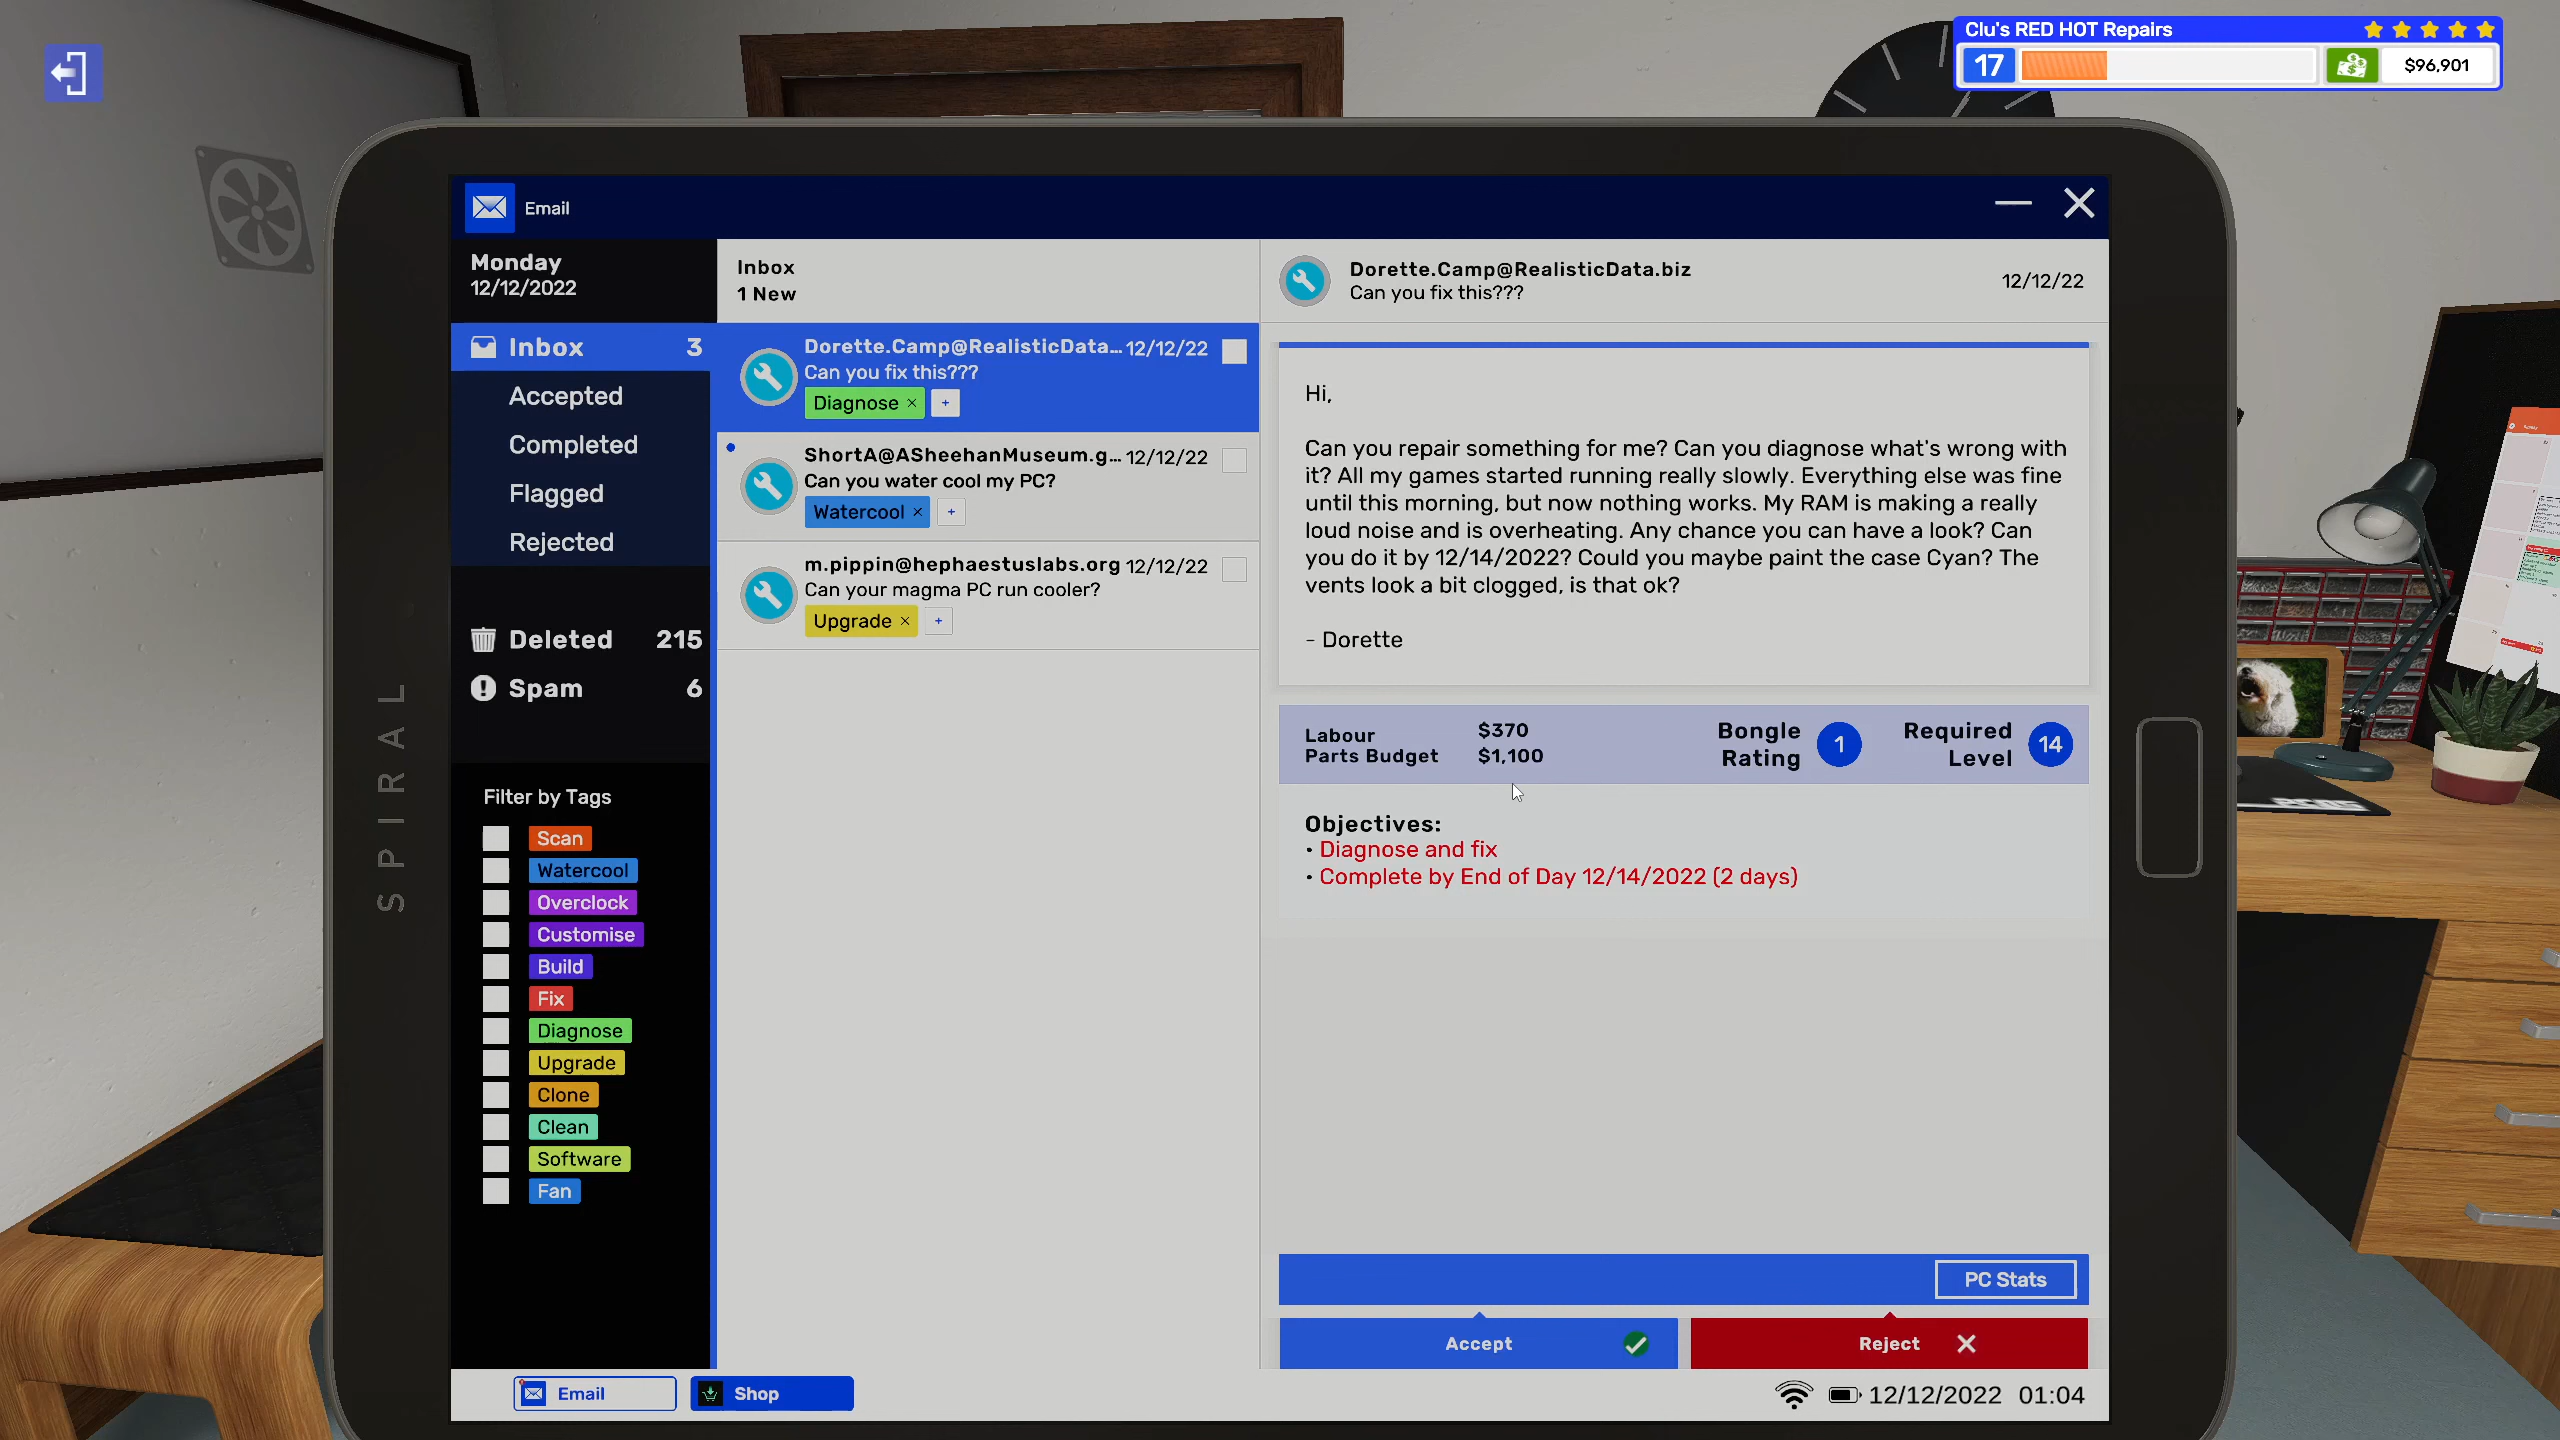 Clu's RED HOT Repairs
17
$96,901
Email
Monday
12/12/2022
Inbox 3
Accepted
Completed
Flagged
Rejected
Deleted 215
Spam 6
Filter by Tags
Scan
Watercool
Overclock
Customise
Build
Fix
Diagnose
Upgrade
Clone
Clean
Software
Fan
Inbox
1 New
Dorette.Camp@RealisticData... 12/12/22
Can you fix this???
Diagnose × +
ShortA@ASheehanMuseum.g... 12/12/22
Can you water cool my PC?
Watercool × +
m.pippin@hephaestuslabs.org 12/12/22
Can your magma PC run cooler?
Upgrade × +
Dorette.Camp@RealisticData.biz
Can you fix this???
12/12/22
Hi,
Can you repair something for me? Can you diagnose what's wrong with
it? All my games started running really slowly. Everything else was fine
until this morning, but now nothing works. My RAM is making a really
loud noise and is overheating. Any chance you can have a look? Can
you do it by 12/14/2022? Could you maybe paint the case Cyan? The
vents look a bit clogged, is that ok?
- Dorette
Labour $370
Parts Budget $1,100
Bongle
Rating
1
Required
Level
14
Objectives:
• Diagnose and fix
• Complete by End of Day 12/14/2022 (2 days)
PC Stats
Accept
Reject
Email
Shop
12/12/2022 01:04
SPIRAL